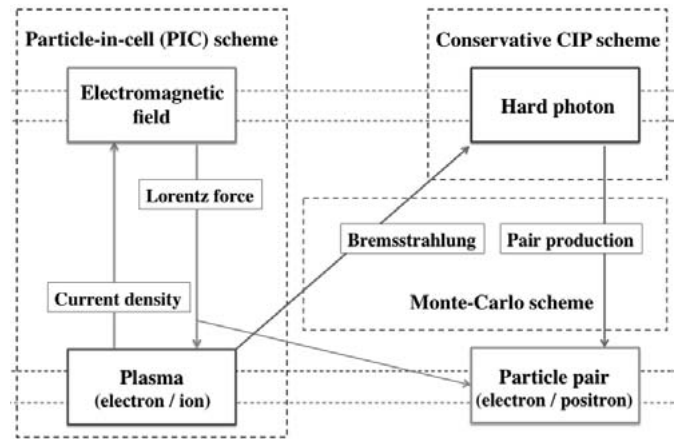 Particle-in-cell (PIC) scheme
Conservative CIP scheme
Electromagnetic
field
Hard photon
Lorentz force
Bremsstrahlung
Pair production
Current density
Monte-Carlo scheme
Plasma
(electron / ion)
Particle pair
(electron / positron)